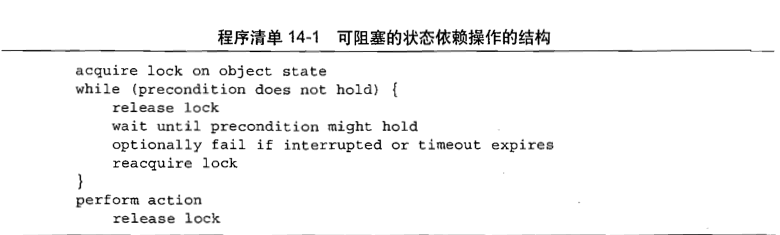 程序清单 14-1 可阻塞的状态依赖操作的结构
acquire lock on object state
while (precondition does not hold) {
    release lock
    wait until precondition might hold
    optionally fail if interrupted or timeout expires
    reacquire lock
}
perform action
    release lock